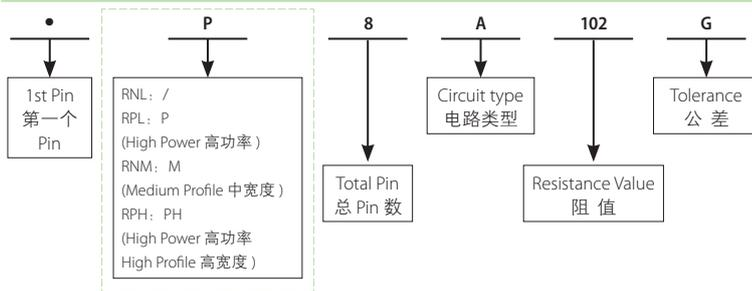 • P 8 A 102 G
1st Pin
第一个
Pin
RNL：/
RPL：P
(High Power 高功率 )
RNM：M
(Medium Profile 中宽度 )
RPH：PH
(High Power 高功率
High Profile 高宽度 )
Total Pin
总 Pin 数
Circuit type
电路类型
Resistance Value
阻 值
Tolerance
公 差